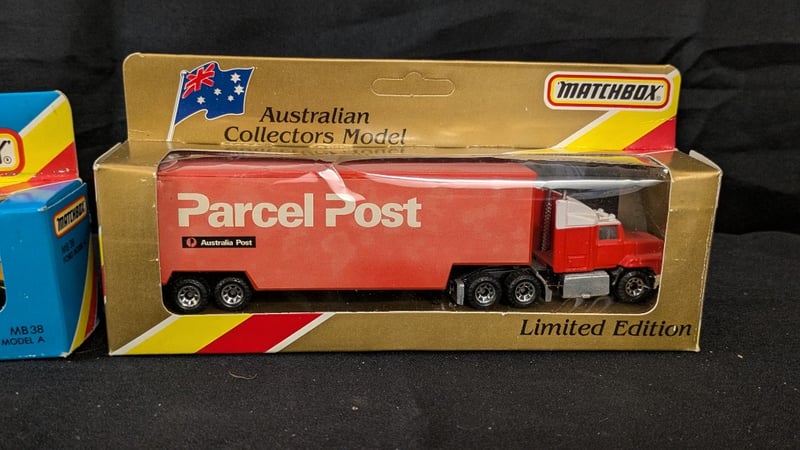 Australian
Collectors Model
MATCHBOX
Parcel Post
Australia Post
Limited Edition
MATCHBOX
MB38
MODEL A